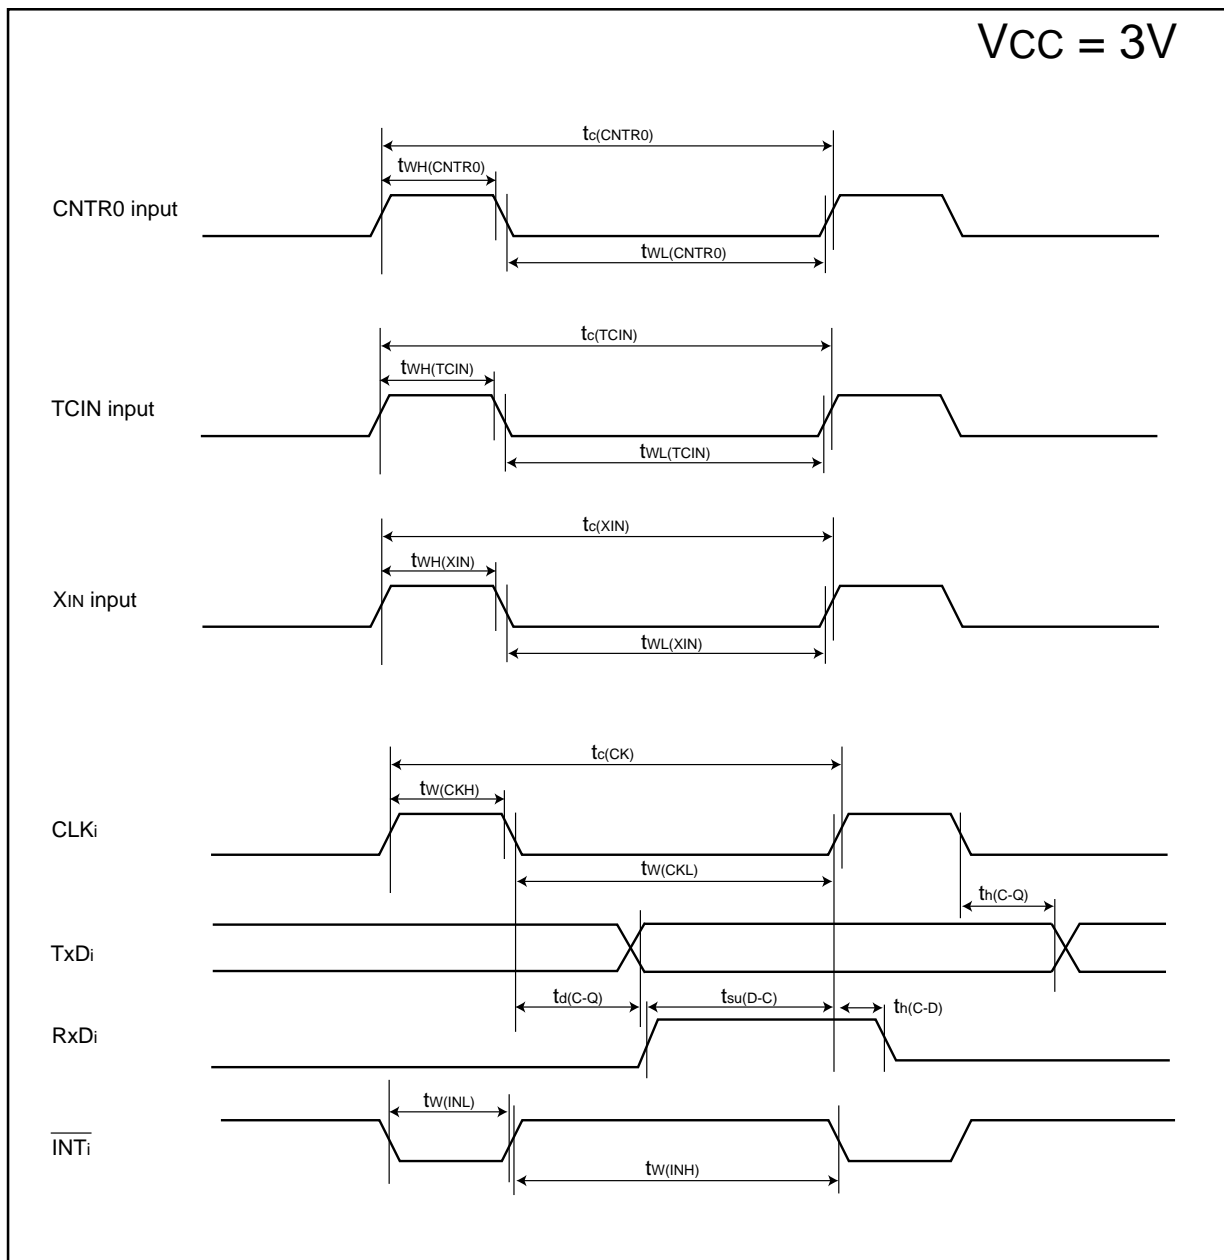 VCC = 3V
tc(CNTR0)
tWH(CNTR0)
CNTR0 input
tWL(CNTR0)
tc(TCIN)
tWH(TCIN)
TCIN input
tWL(TCIN)
tc(XIN)
tWH(XIN)
XIN input
tWL(XIN)
tc(CK)
tW(CKH)
CLKi
tW(CKL)
th(C-Q)
TxDi
td(C-Q)
tsu(D-C)
th(C-D)
RxDi
tW(INL)
INTi
tW(INH)